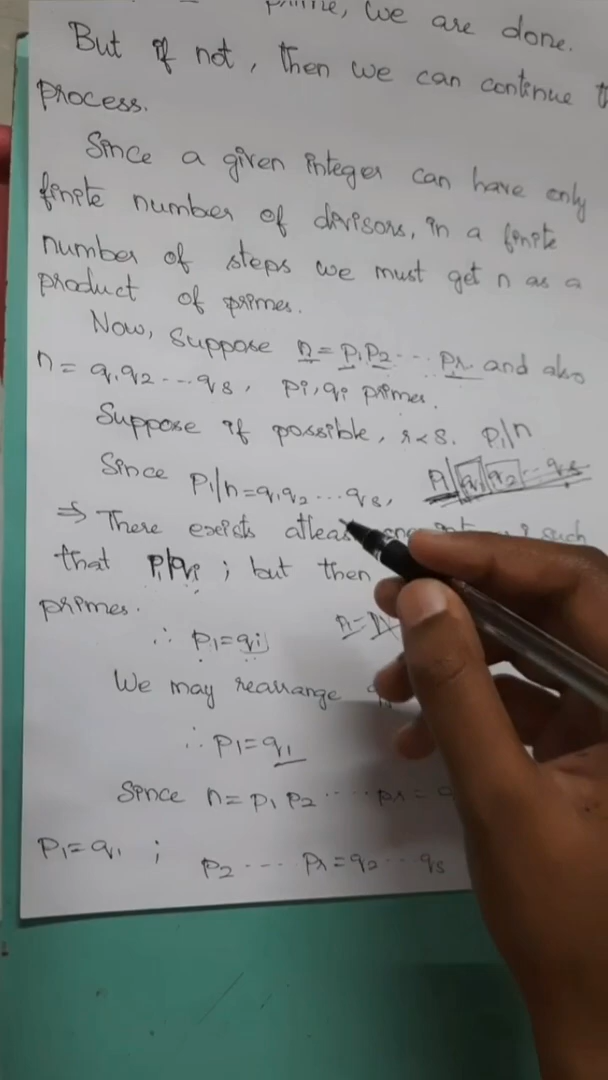 we are done.
But if not, then we can continue
process.
Since a given integer can have only
finite number of divisors, in a finite
number of steps we must get n as a
product of primes.
Now, suppose n = p₁p₂ ... pᵣ and also
n = q₁q₂ ... qₛ, pᵢ, qᵢ primes.
Suppose if possible, r < s. p₁|n
Since p₁|n = q₁q₂ ... qₛ, p₁|q₁q₂ ... qₛ
⇒ There exists atleast such
that p₁|qᵢ ; but then
primes.
∴ p₁ = qᵢ
We may rearrange
∴ p₁ = q₁
Since n = p₁ p₂ ... pᵣ =
p₁ = q₁ ; p₂ ... pᵣ = q₂ ... qₛ